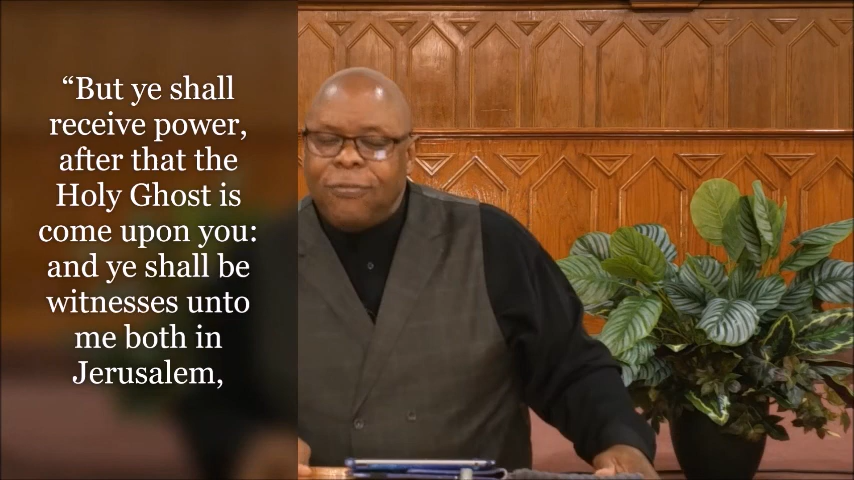 “But ye shall
receive power,
after that the
Holy Ghost is
come upon you:
and ye shall be
witnesses unto
me both in
Jerusalem,